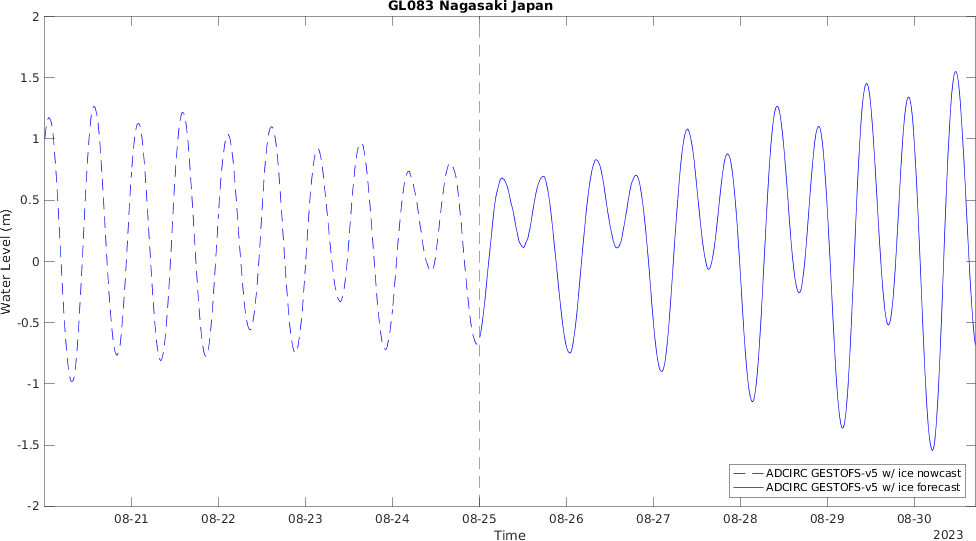 GL083 Nagasaki Japan
2
1.5
1
0.5
0
-0.5
-1
-1.5
-2
Water Level (m)
ADCIRC GESTOFS-v5 w/ ice nowcast
ADCIRC GESTOFS-v5 w/ ice forecast
08-21 08-22 08-23 08-24 08-25 08-26 08-27 08-28 08-29 08-30
Time
2023